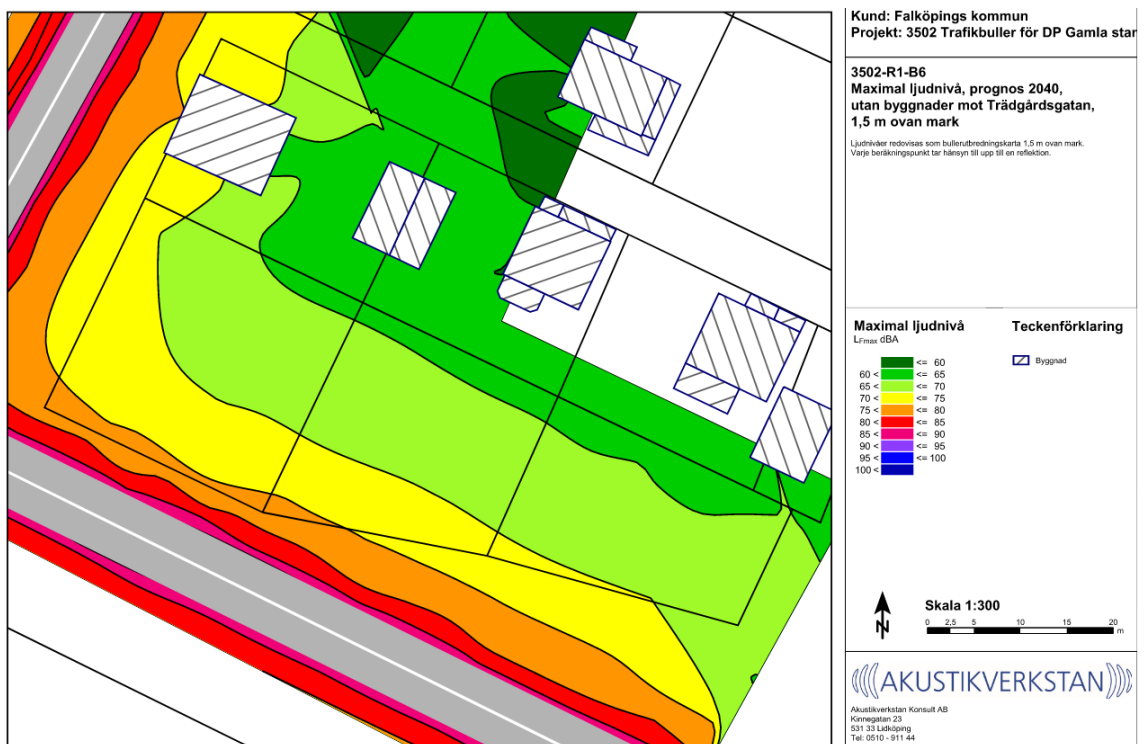 Kund: Falköpings kommun
Projekt: 3502 Trafikbuller för DP Gamla star
3502-R1-B6
Maximal ljudnivå, prognos 2040,
utan byggnader mot Trädgårdsgatan,
1,5 m ovan mark
Ljudnivåer redovisas som bullerutbredningskarta 1,5 m ovan mark.
Varje beräkningspunkt tar hänsyn till upp till en reflektion.
Maximal ljudnivå
LFmax dBA
<= 60
60 < <= 65
65 < <= 70
70 < <= 75
75 < <= 80
80 < <= 85
85 < <= 90
90 < <= 95
95 < <= 100
100 <
Teckenförklaring
Byggnad
N
Skala 1:300
0 2,5 5 10 15 20
m
AKUSTIKVERKSTAN
Akustikverkstan Konsult AB
Kinnegatan 23
531 33 Lidköping
Tel: 0510 - 911 44